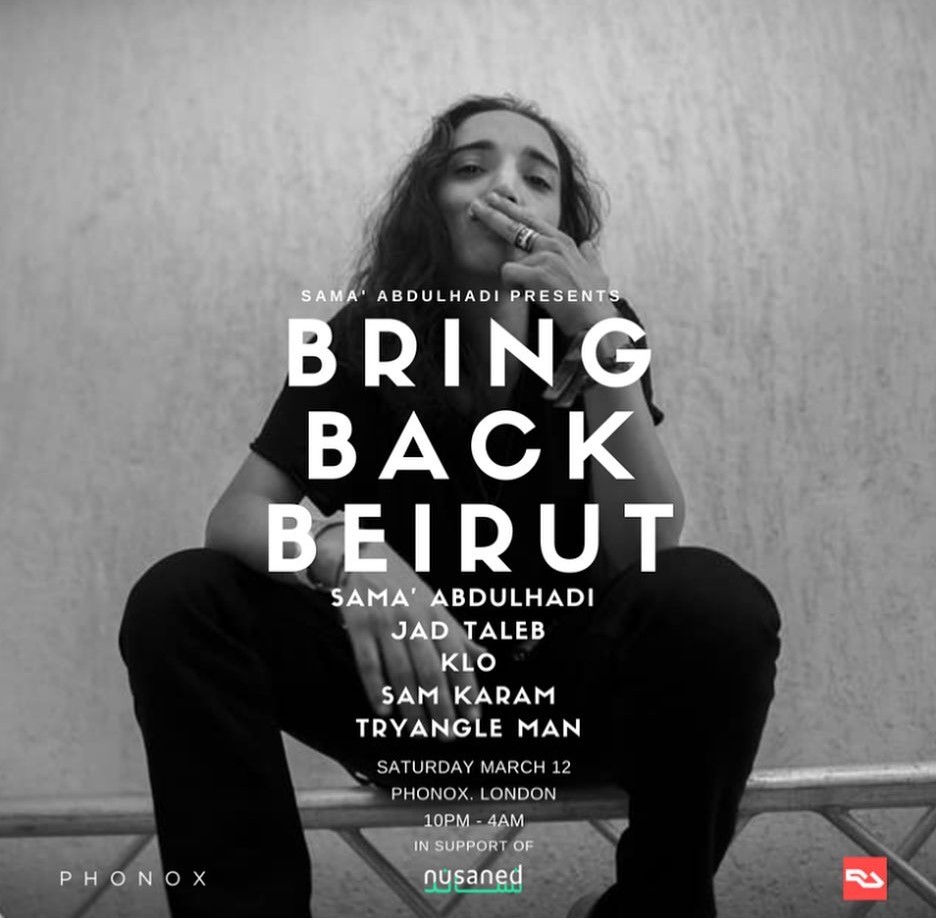 SAMA' ABDULHADI PRESENTS
BRING
BACK
BEIRUT
SAMA' ABDULHADI
JAD TALEB
KLO
SAM KARAM
TRYANGLE MAN
SATURDAY MARCH 12
PHONOX. LONDON
10PM - 4AM
IN SUPPORT OF
nusaned
نساند
PHONOX